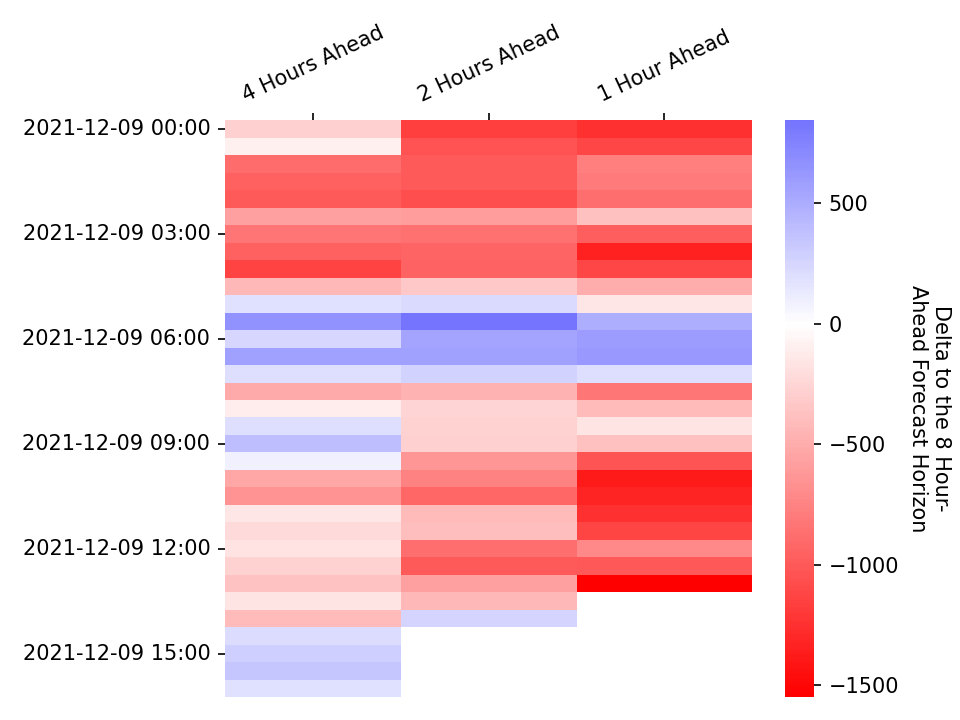 4 Hours Ahead
2 Hours Ahead
1 Hour Ahead
2021-12-09 00:00
2021-12-09 03:00
2021-12-09 06:00
2021-12-09 09:00
2021-12-09 12:00
2021-12-09 15:00
500
0
−500
−1000
−1500
Delta to the 8 Hour-
Ahead Forecast Horizon